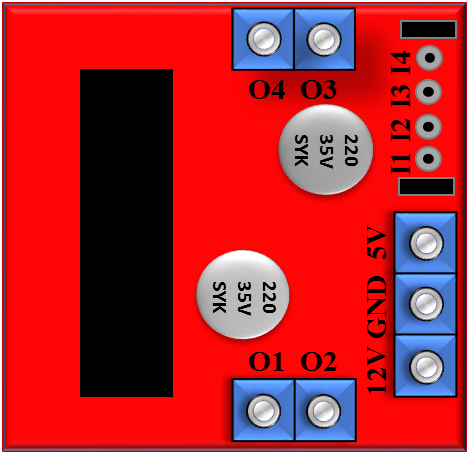 O4 O3
I4
I3
I2
I1
220
35V
SYK
5V
GND
12V
220
35V
SYK
O1 O2